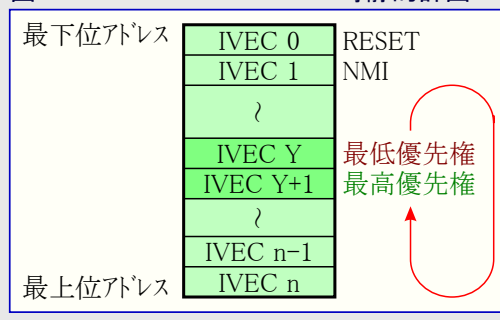 最下位アドレス
IVEC 0 RESET
IVEC 1 NMI
~
IVEC Y 最低優先権
IVEC Y+1 最高優先権
~
IVEC n-1
最上位アドレス IVEC n